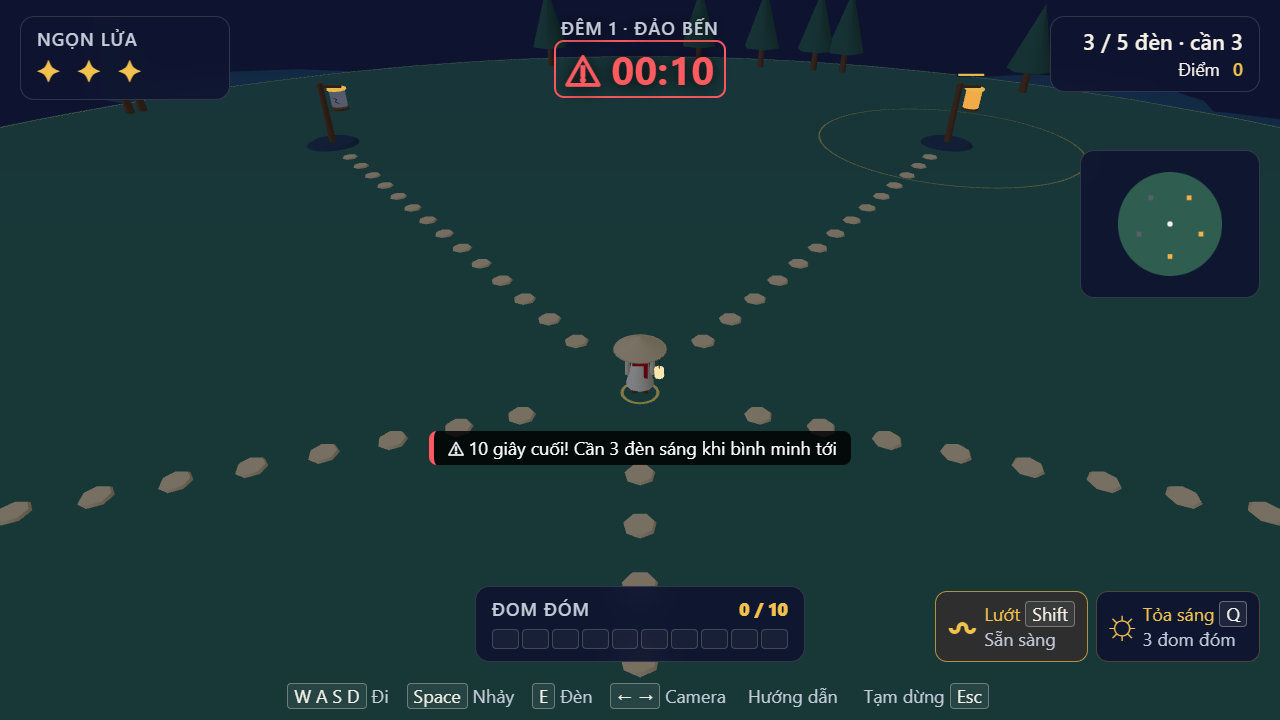 NGỌN LỬA
ĐÊM 1 · ĐẢO BẾN
00:10
3 / 5 đèn · cần 3
Điểm 0
⚠ 10 giây cuối! Cần 3 đèn sáng khi bình minh tới
ĐOM ĐÓM 0 / 10
Lướt Shift
Sẵn sàng
Tỏa sáng Q
3 đom đóm
W A S D Đi Space Nhảy E Đèn ← → Camera Hướng dẫn Tạm dừng Esc